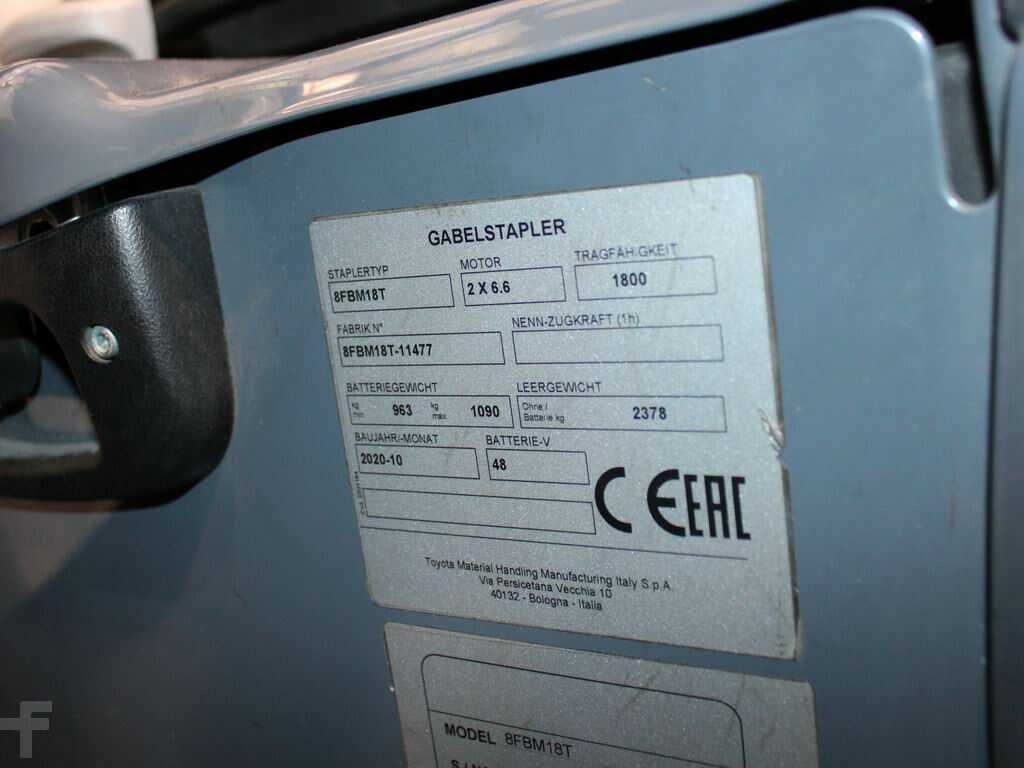 GABELSTAPLER
STAPLERTYP MOTOR TRAGFÄHIGKEIT
8FBM18T 2 X 6.6 1800
FABRIK N° NENN-ZUGKRAFT (1h)
8FBM18T-11477
BATTERIEGEWICHT LEERGEWICHT
kg min 963 kg max 1090 Ohne / Batterie kg 2378
BAUJAHR/-MONAT BATTERIE-V
2020-10 48
CE EAC
Toyota Material Handling Manufacturing Italy S.p.A.
Via Persicetana Vecchia 10
40132 - Bologna - Italia
MODEL 8FBM18T